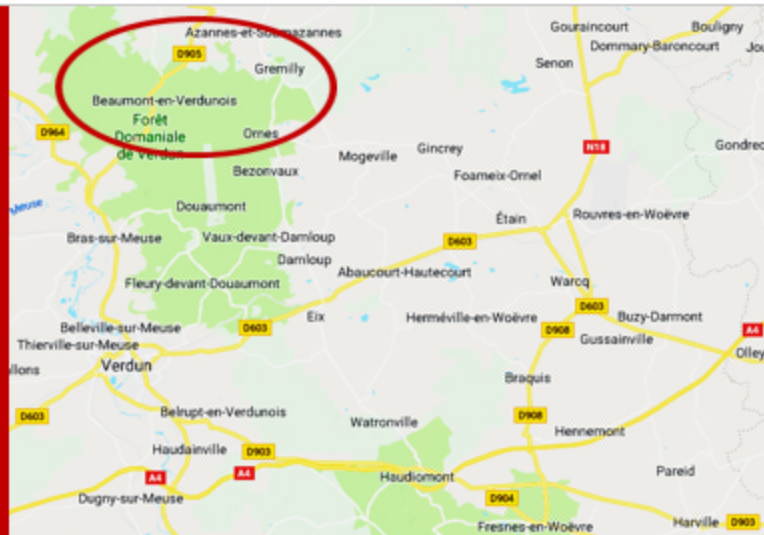 Azannes-et-Soumazannes
D905
Gremilly
Beaumont-en-Verdunois
Forêt
Domaniale
de Verdun
Ornes
D964
Bezonvaux
Meuse
Douaumont
Bras-sur-Meuse
Vaux-devant-Damloup
Damloup
Fleury-devant-Douaumont
Gouraincourt
Bouligny
Dommary-Baroncourt
Senon
N18
Mogeville
Gincrey
Foameix-Ornel
Étain
Rouvres-en-Woëvre
D603
Abaucourt-Hautecourt
Warcq
D603
Eix
Herméville-en-Woëvre
D908
Buzy-Darmont
Gussainville
A4
Olley
Belleville-sur-Meuse
D603
Thierville-sur-Meuse
Verdun
Braquis
D603
Belrupt-en-Verdunois
Watronville
D908
Hennemont
Haudainville
D903
A4
A4
Haudiomont
Pareid
Dugny-sur-Meuse
D904
Fresnes-en-Woëvre
Harville
D903